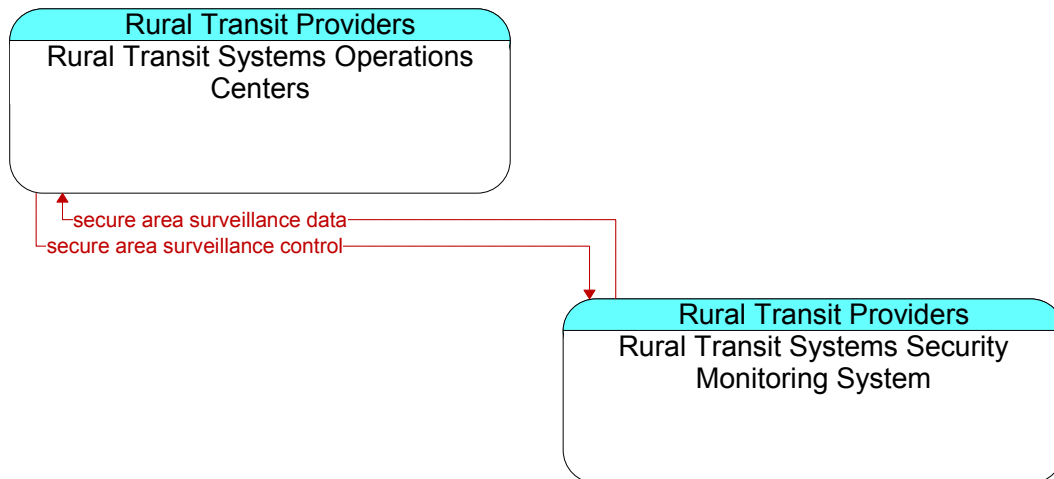 Rural Transit Providers
Rural Transit Systems Operations
Centers
secure area surveillance data
secure area surveillance control
Rural Transit Providers
Rural Transit Systems Security
Monitoring System